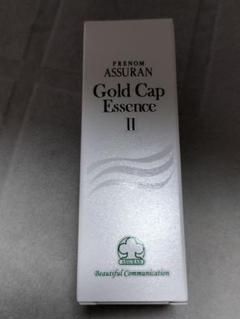 PRENOM
ASSURAN
Gold Cap
Essence
II
ASSURAN
Beautiful Communication